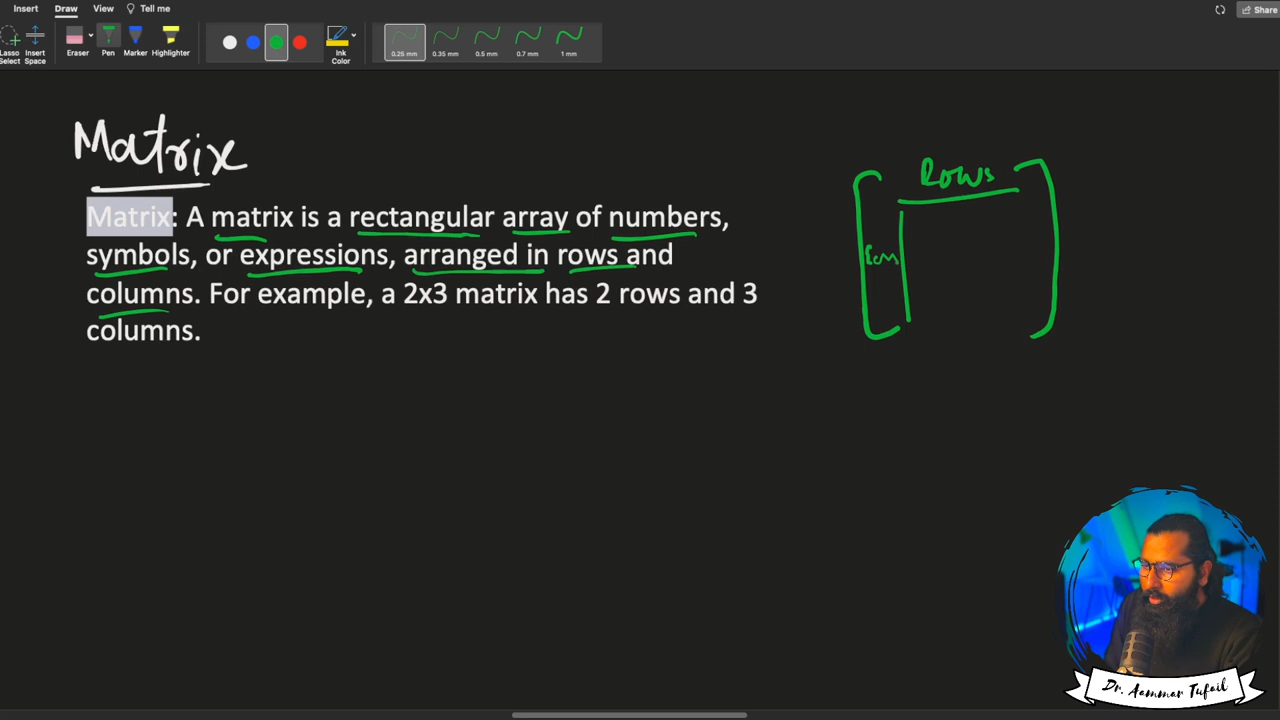 Insert Draw View Tell me Share
Lasso Select
Insert Space
Eraser
Pen
Marker
Highlighter
Ink Color
0.25 mm 0.35 mm 0.5 mm 0.7 mm 1 mm
Matrix
Rows
Matrix: A matrix is a rectangular array of numbers,
symbols, or expressions, arranged in rows and
columns. For example, a 2x3 matrix has 2 rows and 3
columns.
Dr. Aammar Tufail